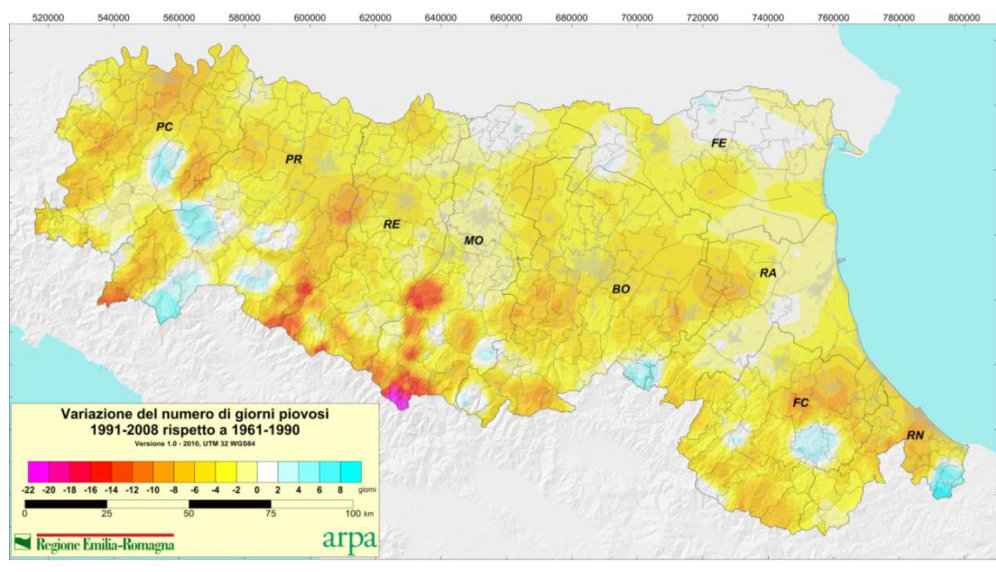 520000 540000 560000 580000 600000 620000 640000 660000 680000 700000 720000 740000 760000 780000 800000
PC
PR
FE
RE
MO
BO
RA
FC
RN
Variazione del numero di giorni piovosi
1991-2008 rispetto a 1961-1990
Versione 1.0 - 2010, UTM 32 WGS84
-22 -20 -18 -16 -14 -12 -10 -8 -6 -4 -2 0 2 4 6 8 giorni
0 25 50 75 100 km
Regione Emilia-Romagna
arpa